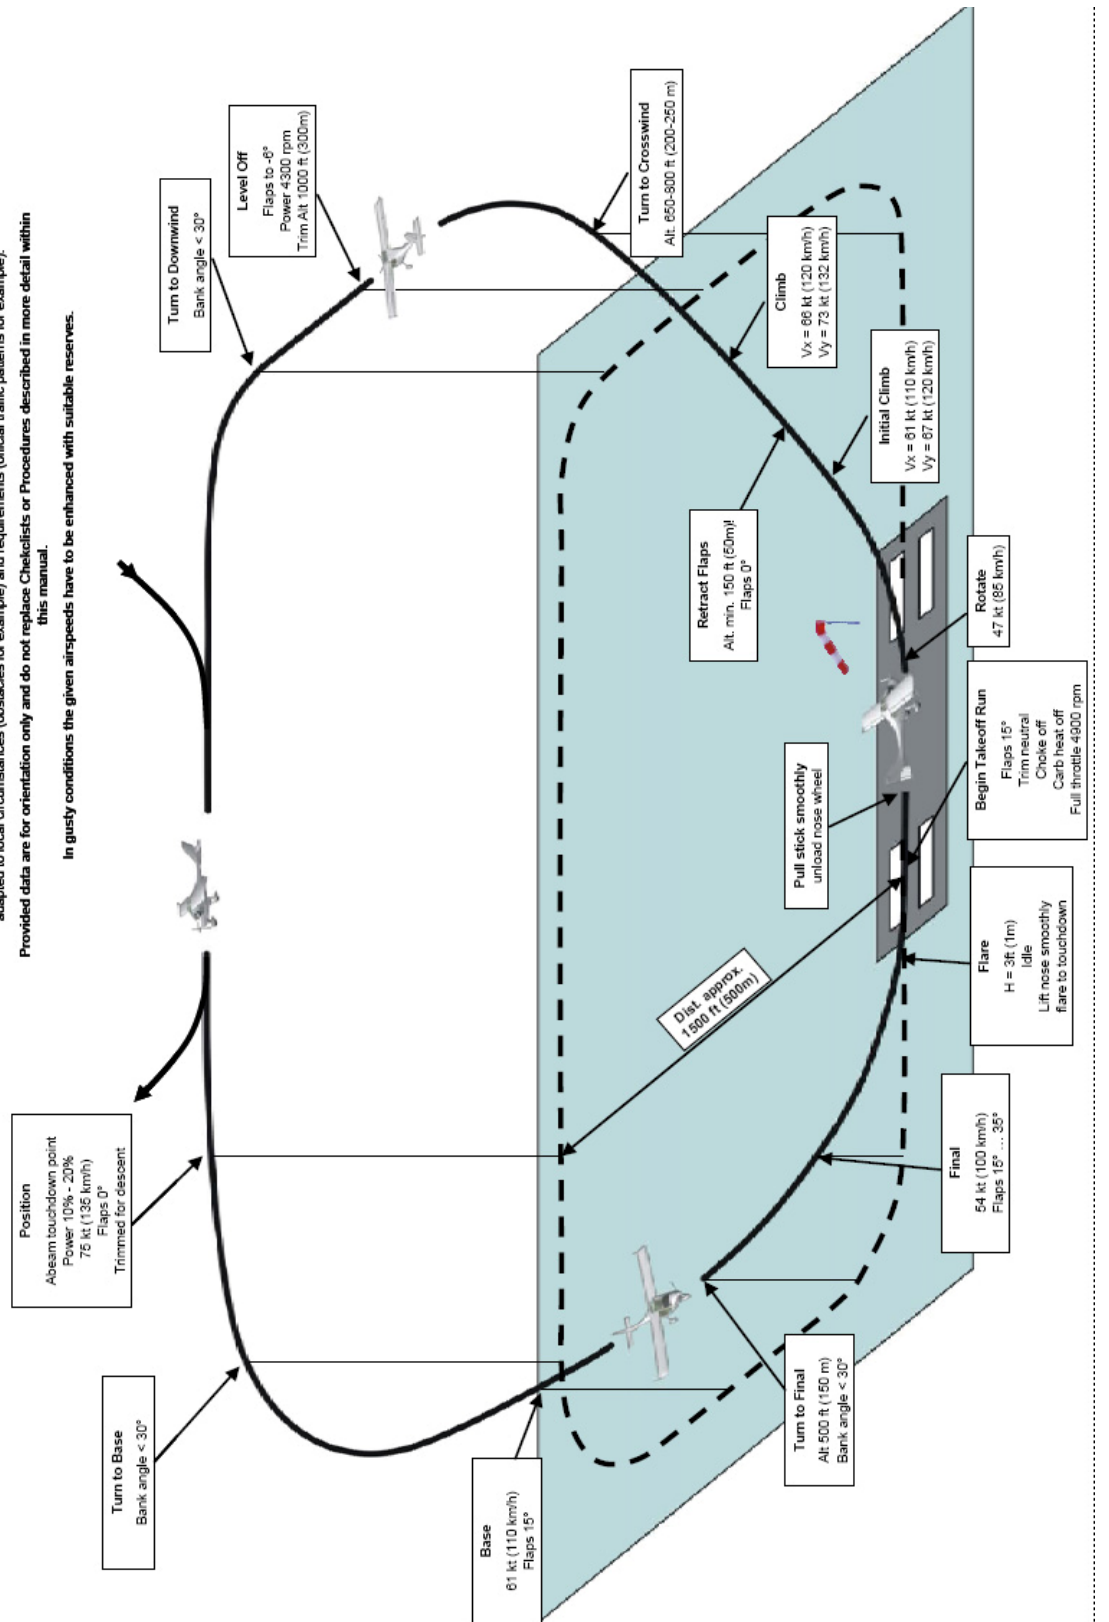 adapted to local circumstances (obstacles for example) and requirements (official traffic patterns for example).
Provided data are for orientation only and do not replace Chekclists or Procedures described in more detail within
this manual.
In gusty conditions the given airspeeds have to be enhanced with suitable reserves.
Position
Abeam touchdown point
Power 10% - 20%
75 kt (135 km/h)
Flaps 0°
Trimmed for descent
Turn to Downwind
Bank angle < 30°
Level Off
Flaps to -6°
Power 4300 rpm
Trim Alt 1000 ft (300m)
Turn to Base
Bank angle < 30°
Turn to Crosswind
Alt. 650-800 ft (200-250 m)
Base
61 kt (110 km/h)
Flaps 15°
Dist. approx.
1500 ft (500m)
Retract Flaps
Alt. min. 150 ft (50m)!
Flaps 0°
Climb
Vx = 66 kt (120 km/h)
Vy = 73 kt (132 km/h)
Turn to Final
Alt 500 ft (150 m)
Bank angle < 30°
Pull stick smoothly
unload nose wheel
Initial Climb
Vx = 61 kt (110 km/h)
Vy = 67 kt (120 km/h)
Final
54 kt (100 km/h)
Flaps 15° ... 35°
Flare
H = 3ft (1m)
Idle
Lift nose smoothly
flare to touchdown
Begin Takeoff Run
Flaps 15°
Trim neutral
Choke off
Carb heat off
Full throttle 4900 rpm
Rotate
47 kt (85 km/h)